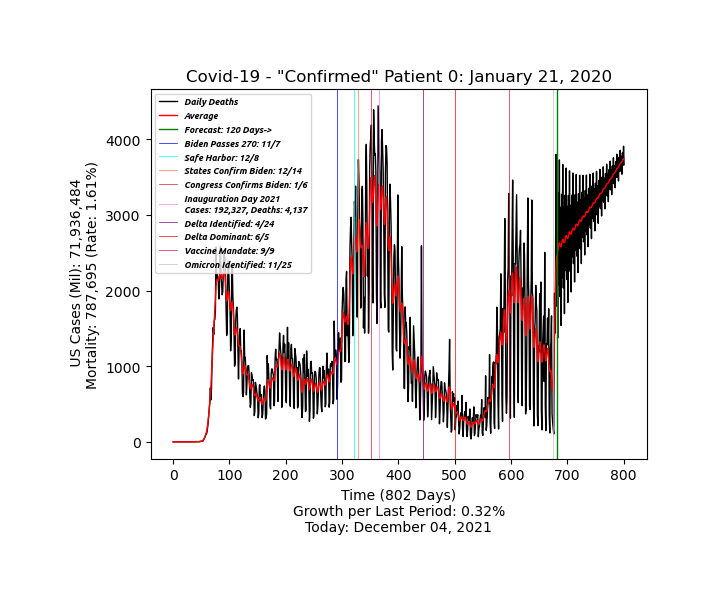 Covid-19 - "Confirmed" Patient 0: January 21, 2020
Daily Deaths
Average
Forecast: 120 Days->
Biden Passes 270: 11/7
Safe Harbor: 12/8
States Confirm Biden: 12/14
Congress Confirms Biden: 1/6
Inauguration Day 2021
Cases: 192,327, Deaths: 4,137
Delta Identified: 4/24
Delta Dominant: 6/5
Vaccine Mandate: 9/9
Omicron Identified: 11/25
US Cases (Mil): 71,936,484
Mortality: 787,695 (Rate: 1.61%)
4000
3000
2000
1000
0
0 100 200 300 400 500 600 700 800
Time (802 Days)
Growth per Last Period: 0.32%
Today: December 04, 2021